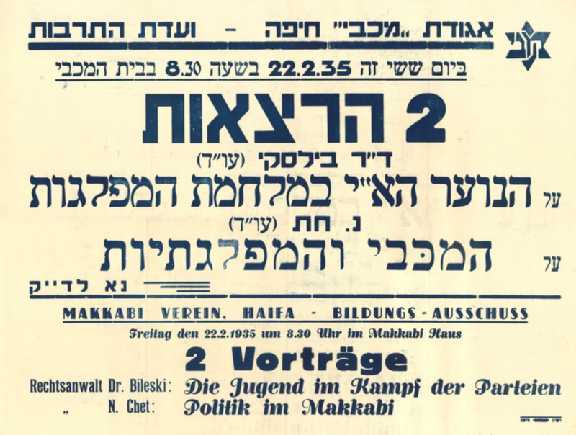 אגודת „מכבי” חיפה - ועדת התרבות
ביום ששי זה 22.2.35 בשעה 8.30 בבית המכבי
2 הרצאות
ד״ר בילסקי (עו״ד)
על הנוער הא״י במלחמת המפלגות
נ. חת (עו״ד)
על המכבי והמפלגתיות
נא לדייק
MAKKABI VEREIN, HAIFA - BILDUNGS-AUSSCHUSS
Freitag den 22.2.1935 um 8.30 Uhr im Makkabi Haus
2 Vorträge
Rechtsanwalt Dr. Bileski: Die Jugend im Kampf der Parteien
„ N. Chet: Politik im Makkabi